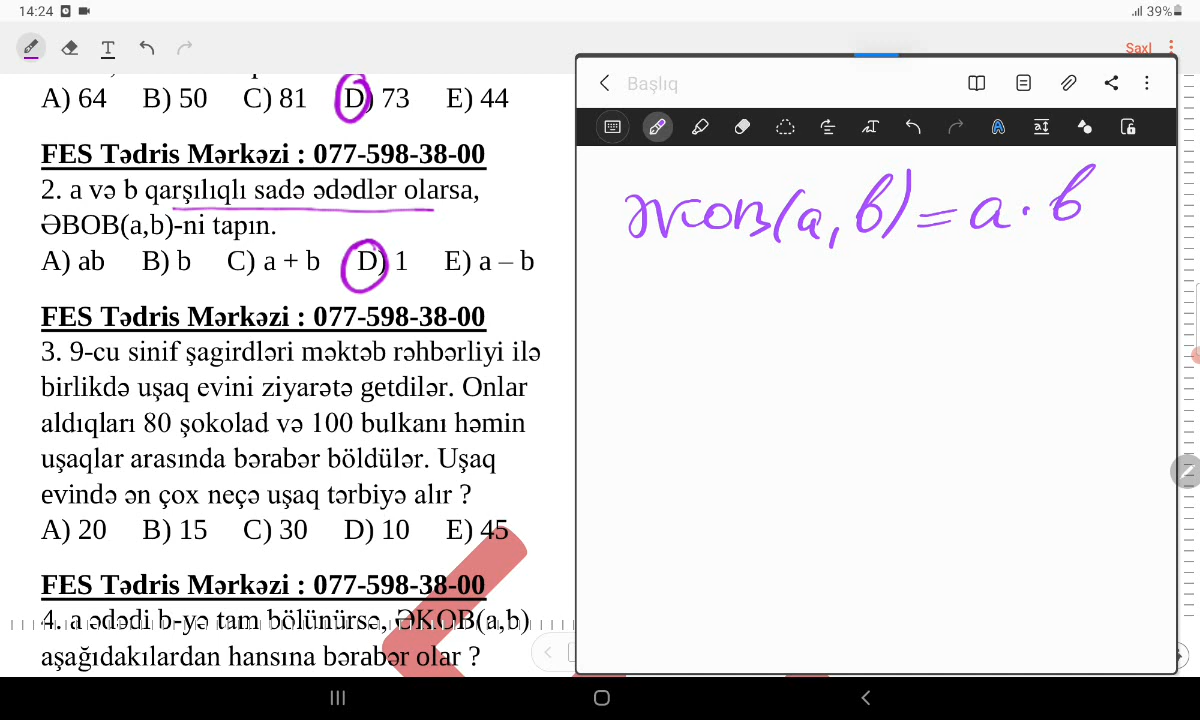 14:24
39%
Saxl
A) 64 B) 50 C) 81 D) 73 E) 44
FES Tədris Mərkəzi : 077-598-38-00
2. a və b qarşılıqlı sadə ədədlər olarsa,
ƏBOB(a,b)-ni tapın.
A) ab B) b C) a + b D) 1 E) a – b
FES Tədris Mərkəzi : 077-598-38-00
3. 9-cu sinif şagirdləri məktəb rəhbərliyi ilə
birlikdə uşaq evini ziyarətə getdilər. Onlar
aldıqları 80 şokolad və 100 bulkanı həmin
uşaqlar arasında bərabər böldülər. Uşaq
evində ən çox neçə uşaq tərbiyə alır ?
A) 20 B) 15 C) 30 D) 10 E) 45
FES Tədris Mərkəzi : 077-598-38-00
4. a ədədi b-yə tam bölünürsə, ƏKOB(a,b)
aşağıdakılardan hansına bərabər olar ?
Başlıq
ƏKOB(a, b) = a · b